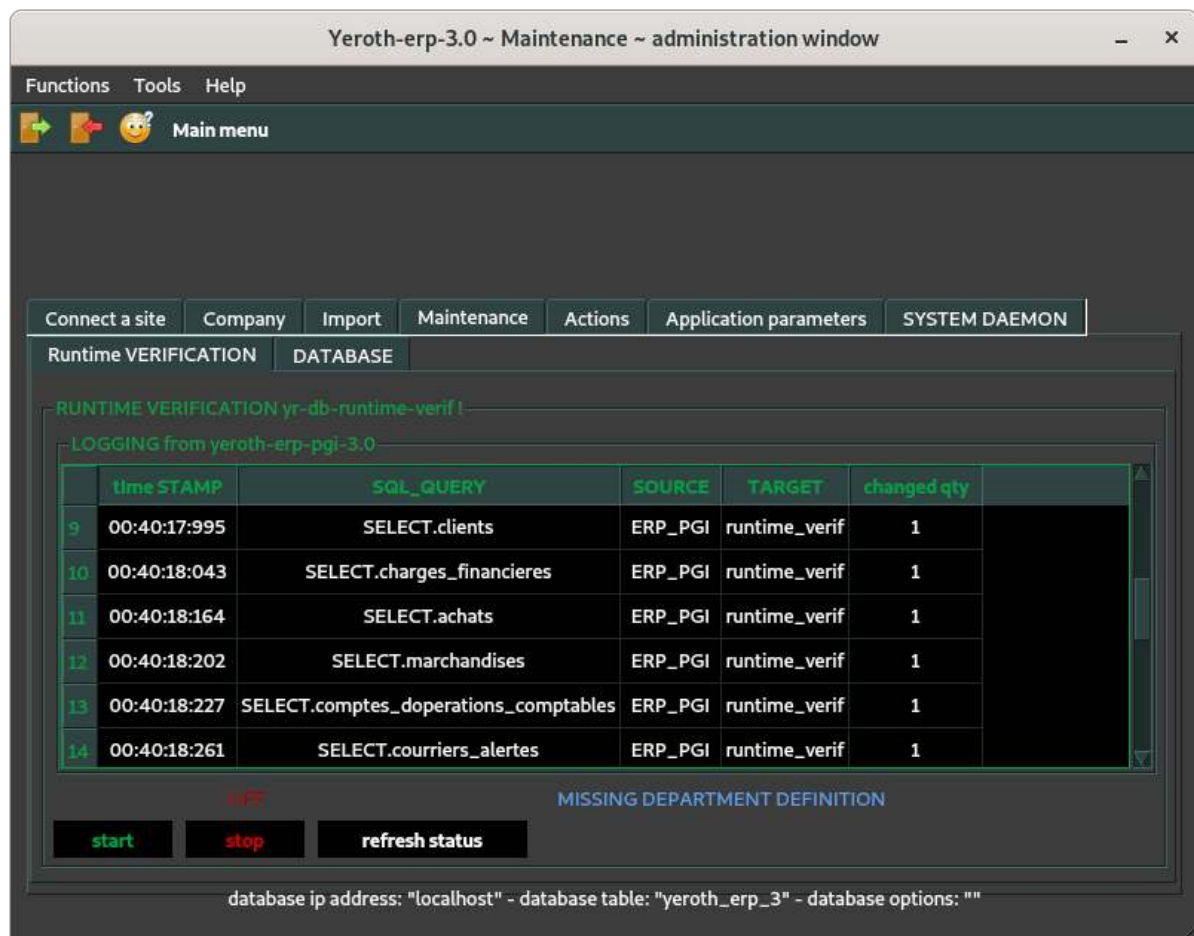 Yeroth-erp-3.0 ~ Maintenance ~ administration window
Functions Tools Help
Main menu
Connect a site Company Import Maintenance Actions Application parameters SYSTEM DAEMON
Runtime VERIFICATION DATABASE
RUNTIME VERIFICATION yr-db-runtime-verif !
LOGGING from yeroth-erp-pgi-3.0
time STAMP SQL_QUERY SOURCE TARGET changed qty
9 00:40:17:995 SELECT.clients ERP_PGI runtime_verif 1
10 00:40:18:043 SELECT.charges_financieres ERP_PGI runtime_verif 1
11 00:40:18:164 SELECT.achats ERP_PGI runtime_verif 1
12 00:40:18:202 SELECT.marchandises ERP_PGI runtime_verif 1
13 00:40:18:227 SELECT.comptes_doperations_comptables ERP_PGI runtime_verif 1
14 00:40:18:261 SELECT.courriers_alertes ERP_PGI runtime_verif 1
OFF MISSING DEPARTMENT DEFINITION
start stop refresh status
database ip address: "localhost" - database table: "yeroth_erp_3" - database options: ""